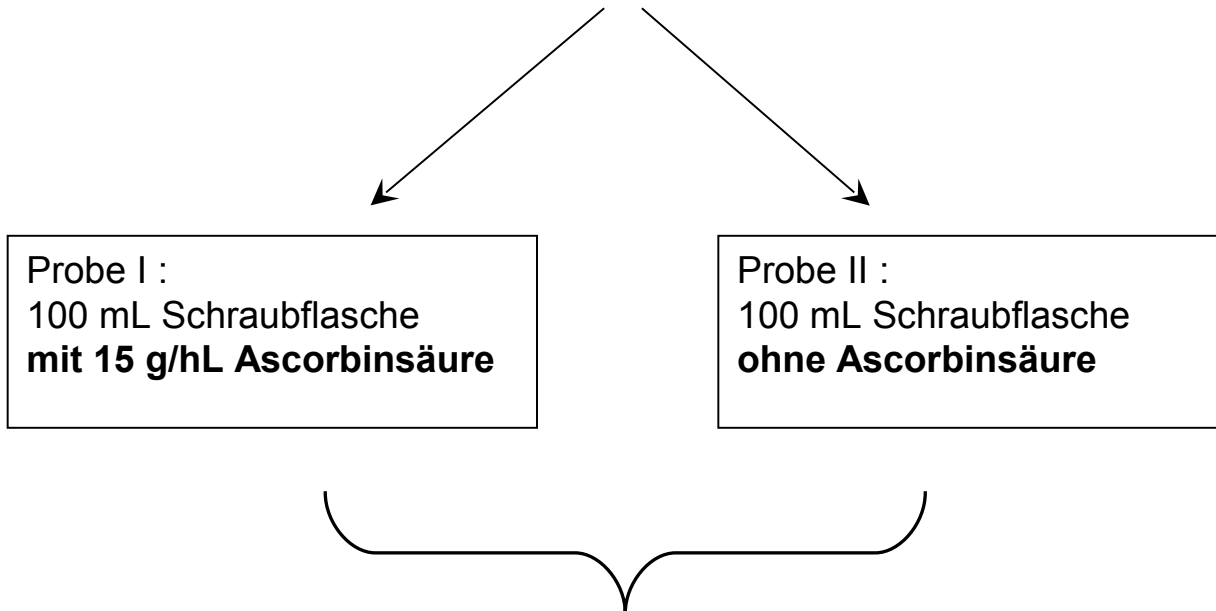 Probe I :
100 mL Schraubflasche
mit 15 g/hL Ascorbinsäure
Probe II :
100 mL Schraubflasche
ohne Ascorbinsäure